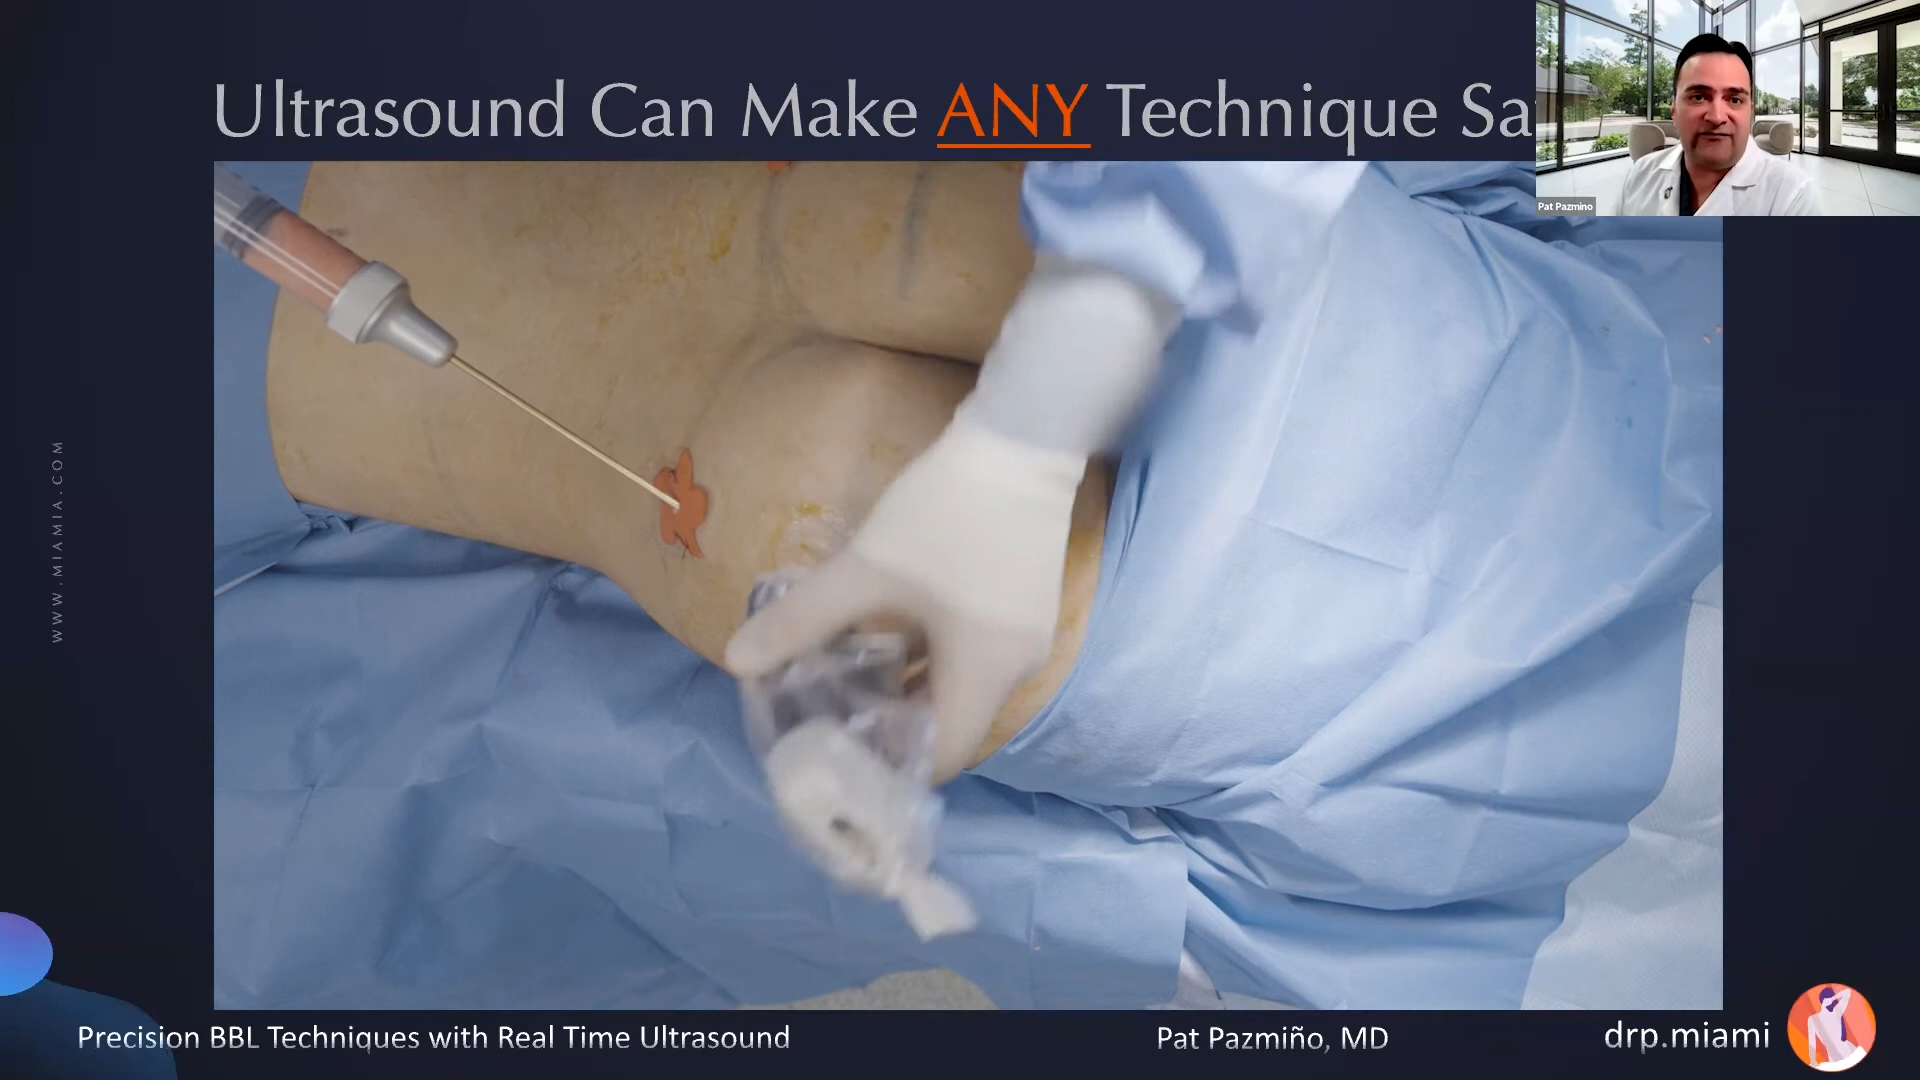 Ultrasound Can Make ANY Technique Sa
Pat Pazmino
WWW.MIAMIA.COM
Precision BBL Techniques with Real Time Ultrasound
Pat Pazmiño, MD
drp.miami